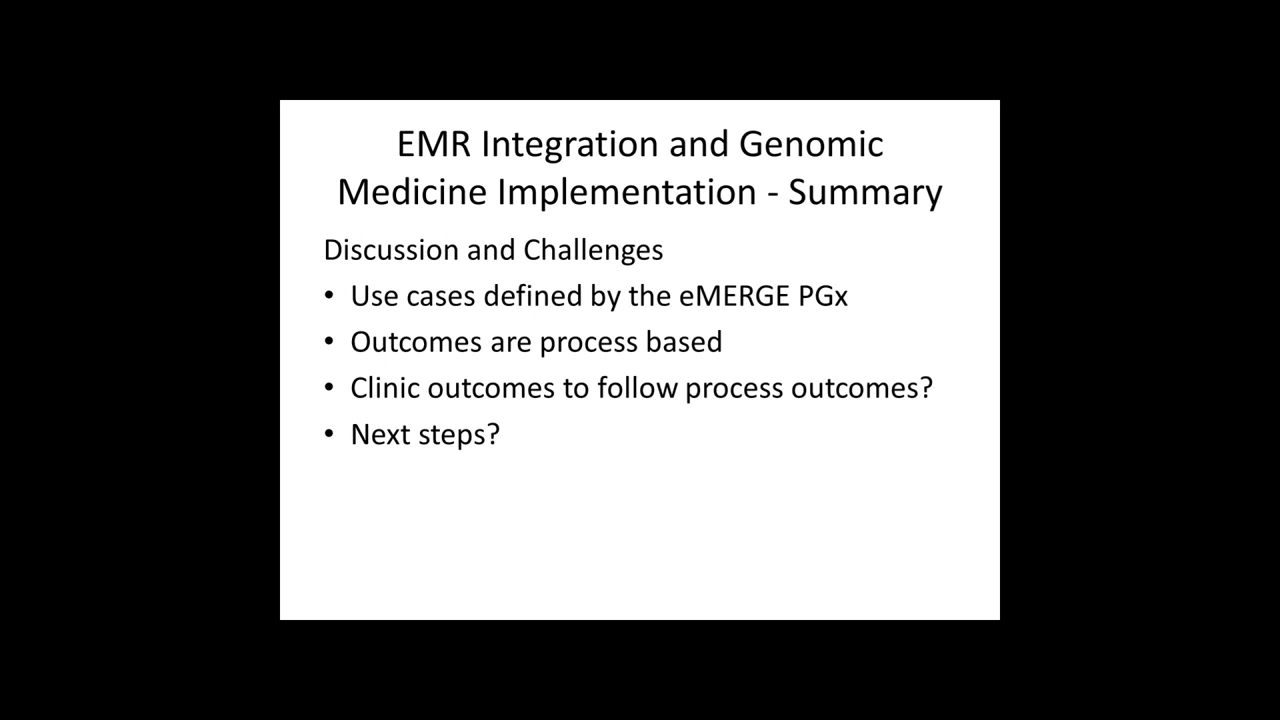 EMR Integration and Genomic
Medicine Implementation - Summary
Discussion and Challenges
• Use cases defined by the eMERGE PGx
• Outcomes are process based
• Clinic outcomes to follow process outcomes?
• Next steps?